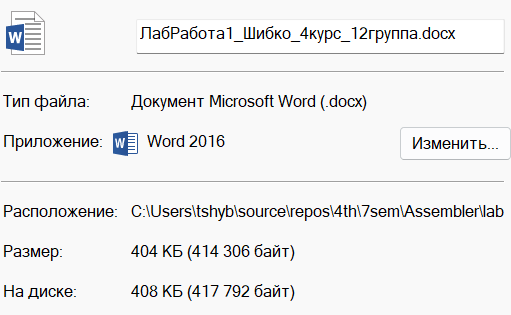 ЛабРабота1_Шибко_4курс_12группа.docx
Тип файла: Документ Microsoft Word (.docx)
Приложение: Word 2016 Изменить...
Расположение: C:\Users\tshyb\source\repos\4th\7sem\Assembler\lab
Размер: 404 КБ (414 306 байт)
На диске: 408 КБ (417 792 байт)